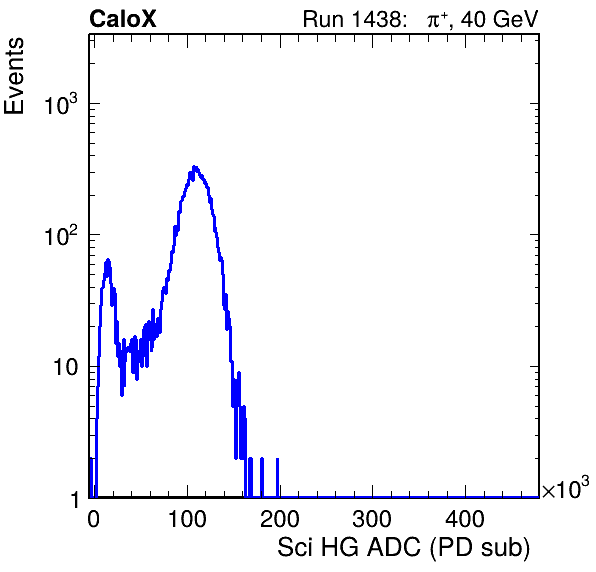 CaloX Run 1438: π⁺, 40 GeV
Events
10³
10²
10
1
0 100 200 300 400 ×10³
Sci HG ADC (PD sub)